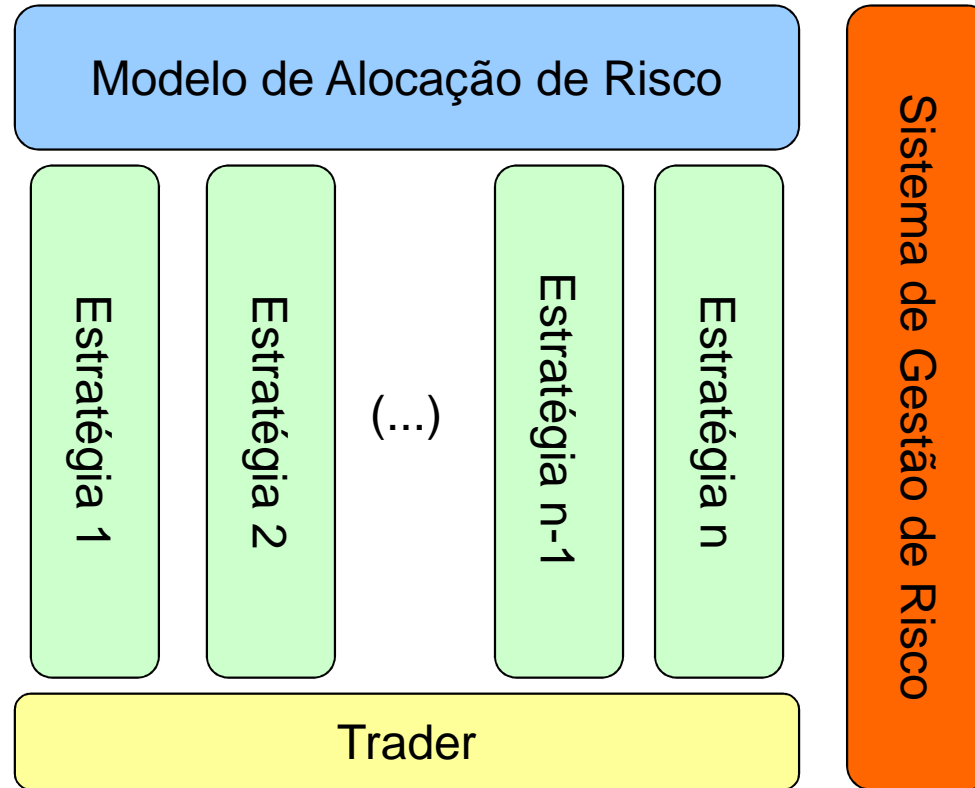 Modelo de Alocação de Risco
Estratégia 1
Estratégia 2
(...)
Estratégia n-1
Estratégia n
Trader
Sistema de Gestão de Risco